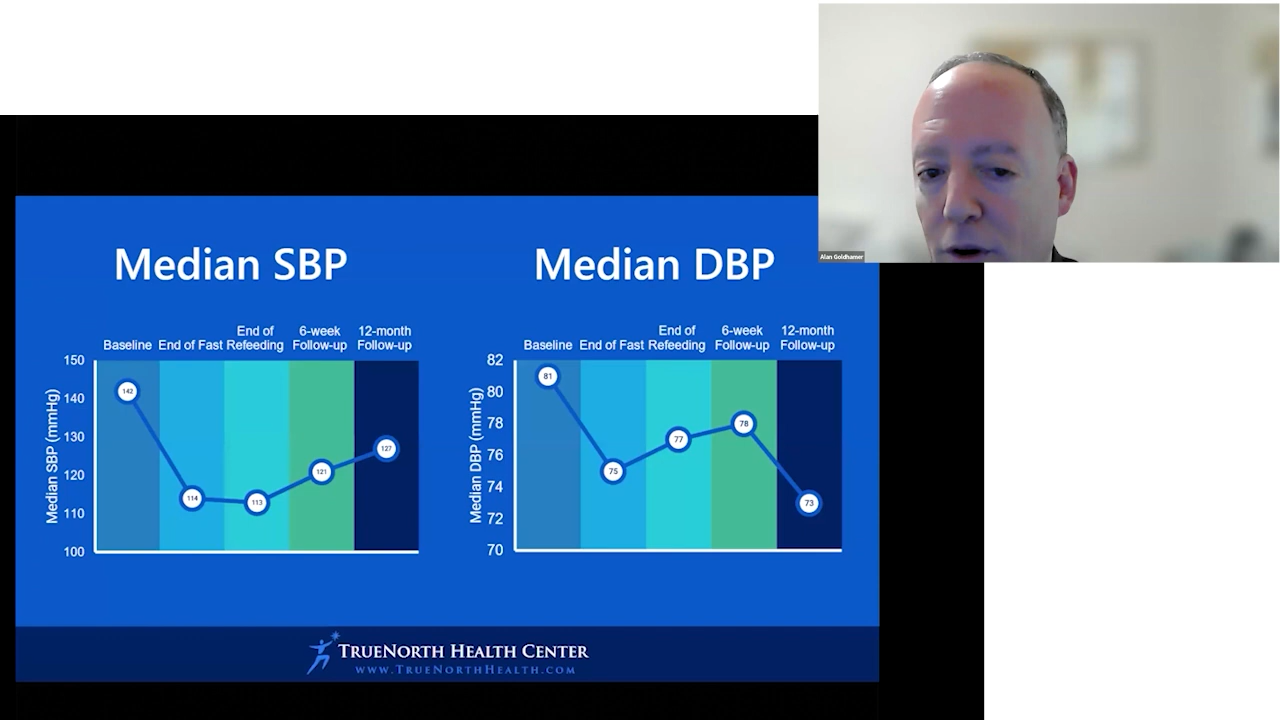 Alan Goldhamer
Median SBP
Baseline End of Fast End of Refeeding 6-week Follow-up 12-month Follow-up
Median SBP (mmHg)
150
140
130
120
110
100
142
114
113
121
127
Median DBP
Baseline End of Fast End of Refeeding 6-week Follow-up 12-month Follow-up
Median DBP (mmHg)
82
80
78
76
74
72
70
81
75
77
78
73
TRUENORTH HEALTH CENTER
WWW.TRUENORTHHEALTH.COM